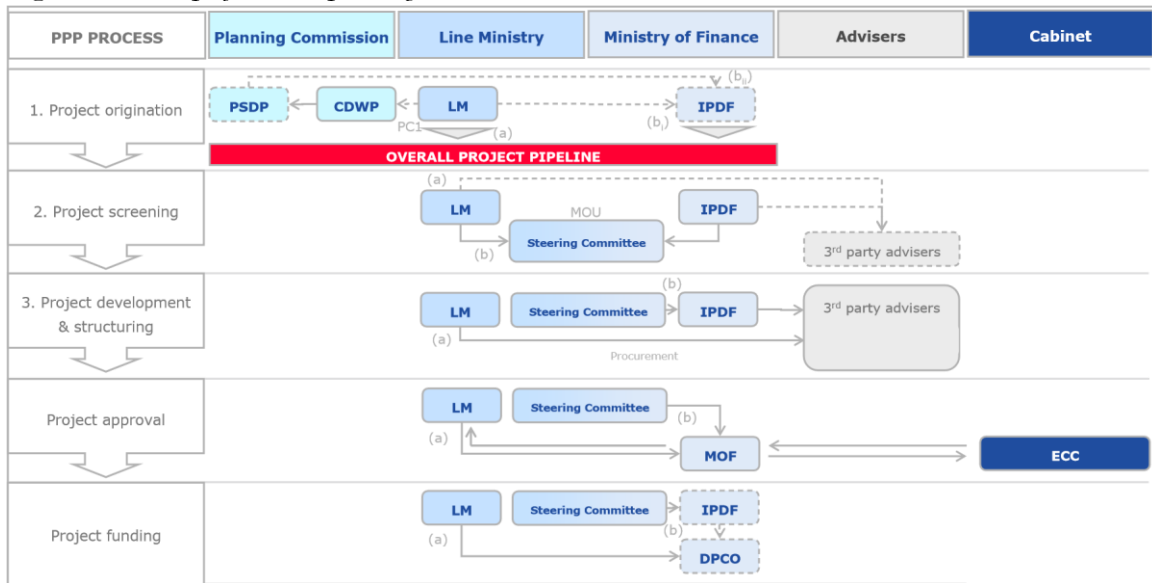 PPP PROCESS
Planning Commission
Line Ministry
Ministry of Finance
Advisers
Cabinet
1. Project origination
PSDP
CDWP
LM
IPDF
(bᵢᵢ)
(bᵢ)
PC1
(a)
OVERALL PROJECT PIPELINE
2. Project screening
(a)
LM
MOU
IPDF
Steering Committee
(b)
3rd party advisers
3. Project development
& structuring
LM
Steering Committee
(b)
IPDF
3rd party advisers
(a)
Procurement
Project approval
LM
Steering Committee
(b)
(a)
MOF
ECC
Project funding
LM
Steering Committee
IPDF
(a)
(b)
DPCO